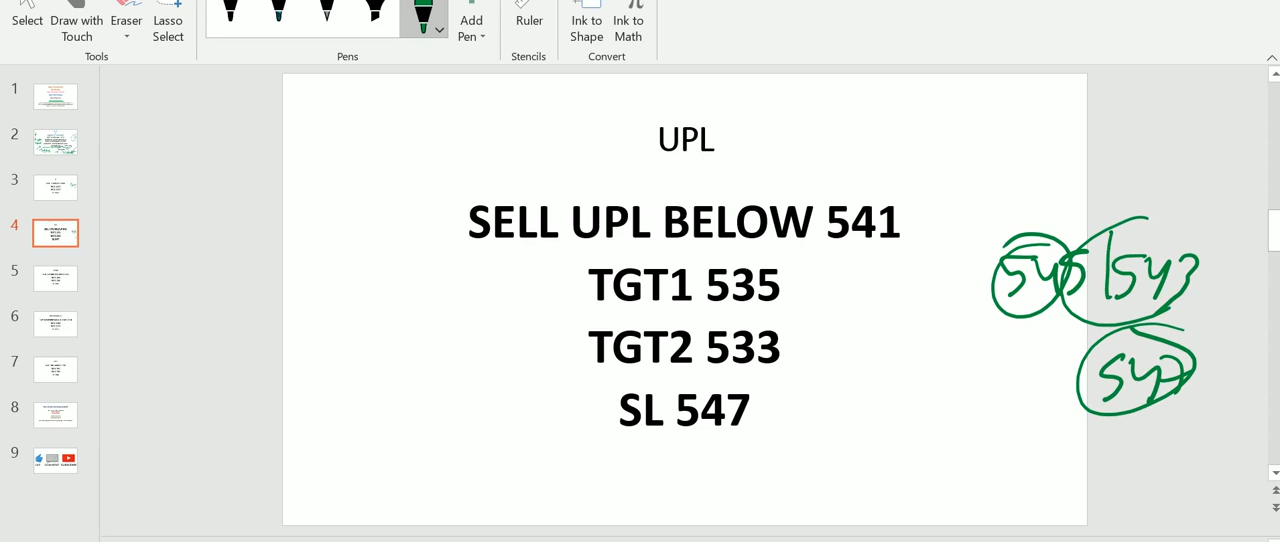 Select
Draw with Touch
Eraser
Lasso Select
Add Pen
Ruler
Ink to Shape
Ink to Math
Tools
Pens
Stencils
Convert
1
2
3
4
5
6
7
8
9
UPL
SELL UPL BELOW 541
TGT1 535
TGT2 533
SL 547
545 543
547